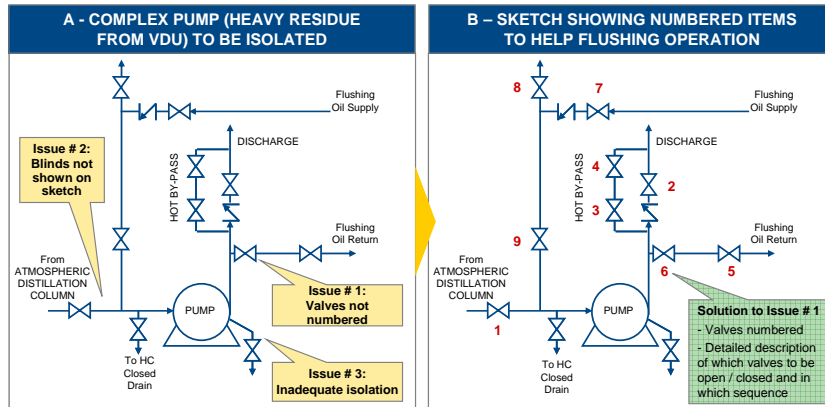 A - COMPLEX PUMP (HEAVY RESIDUE
FROM VDU) TO BE ISOLATED
Flushing
Oil Supply
Issue # 2:
Blinds not
shown on
sketch
DISCHARGE
HOT BY-PASS
Flushing
Oil Return
From
ATMOSPHERIC
DISTILLATION
COLUMN
Issue # 1:
Valves not
numbered
PUMP
To HC
Closed
Drain
Issue # 3:
Inadequate isolation
B – SKETCH SHOWING NUMBERED ITEMS
TO HELP FLUSHING OPERATION
8
7
Flushing
Oil Supply
DISCHARGE
HOT BY-PASS
4
2
3
Flushing
Oil Return
9
From
ATMOSPHERIC
DISTILLATION
COLUMN
6
5
1
PUMP
To HC
Closed
Drain
Solution to Issue # 1
- Valves numbered
- Detailed description
of which valves to be
open / closed and in
which sequence